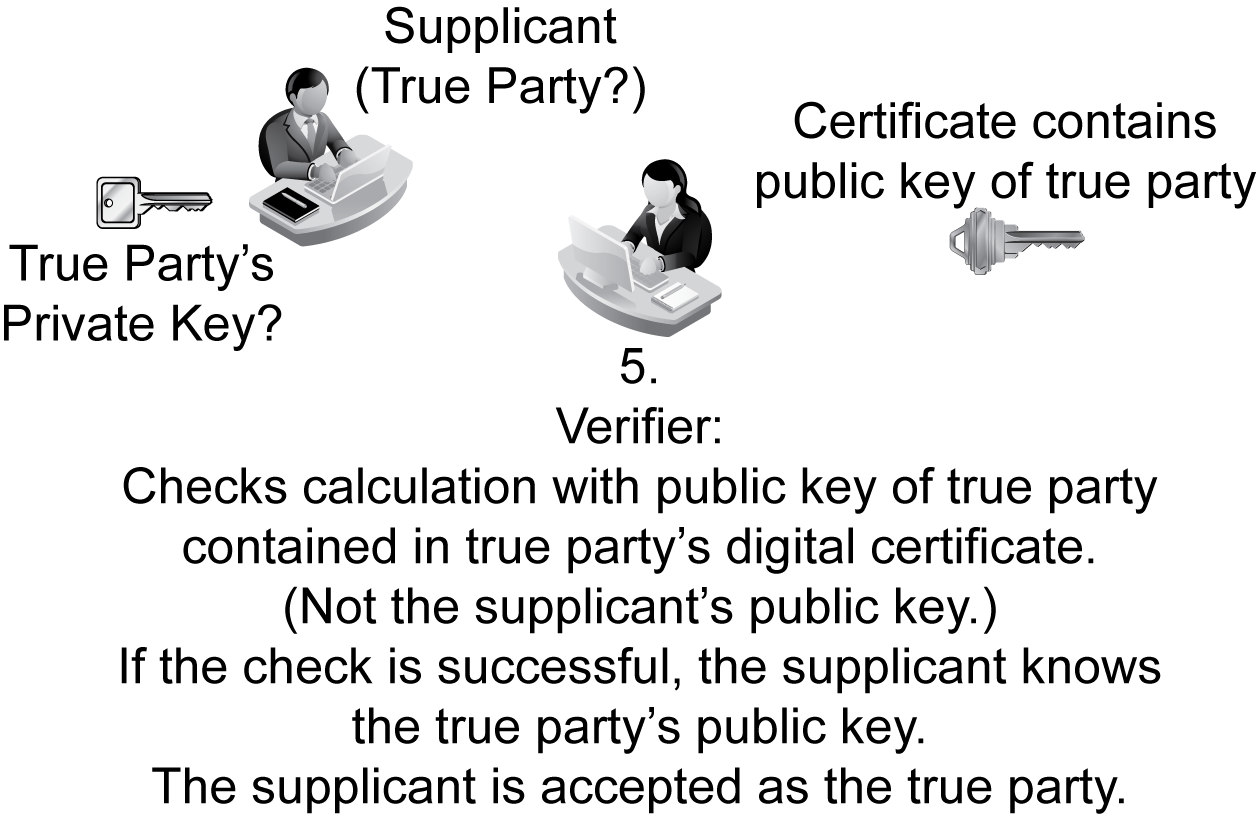 Supplicant
(True Party?)
Certificate contains
public key of true party
True Party’s
Private Key?
5.
Verifier:
Checks calculation with public key of true party
contained in true party’s digital certificate.
(Not the supplicant’s public key.)
If the check is successful, the supplicant knows
the true party’s public key.
The supplicant is accepted as the true party.